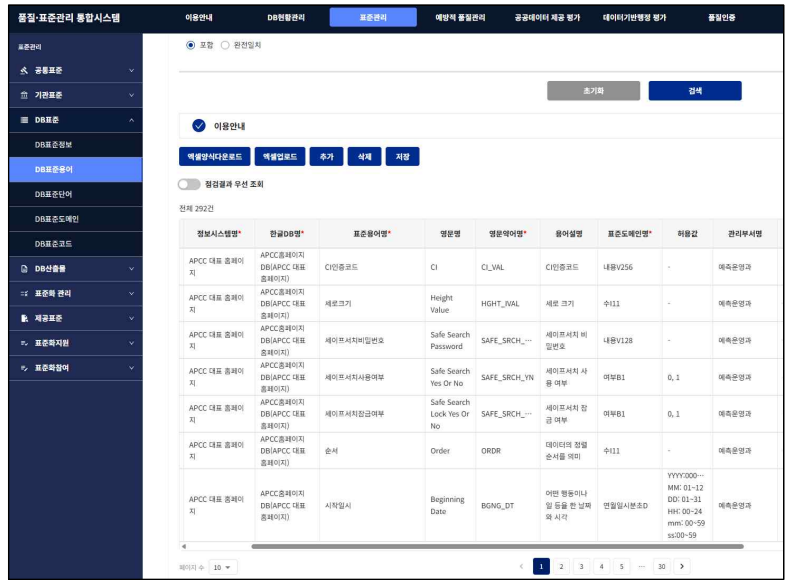 품질·표준관리 통합시스템 이용안내 DB현황관리 표준관리 예방적 품질관리 공공데이터 제공 평가 데이터기반행정 평가 품질인증
표준관리
공통표준
기관표준
DB표준
DB표준정보
DB표준용어
DB표준단어
DB표준도메인
DB표준코드
DB산출물
표준화 관리
제공표준
표준화지원
표준화참여
포함 완전일치
초기화 검색
이용안내
엑셀양식다운로드 엑셀업로드 추가 삭제 저장
점검결과 우선 조회
전체 292건
정보시스템명* 한글DB명* 표준용어명* 영문명 영문약어명* 용어설명 표준도메인명* 허용값 관리부서명
APCC 대표 홈페이
지
APCC홈페이지
DB(APCC 대표
홈페이지)
CI인증코드 CI CI_VAL CI인증코드 내용V256 - 예측운영과
APCC 대표 홈페이
지
APCC홈페이지
DB(APCC 대표
홈페이지)
세로크기
Height
Value
HGHT_IVAL 세로 크기 수I11 - 예측운영과
APCC 대표 홈페이
지
APCC홈페이지
DB(APCC 대표
홈페이지)
세이프서치비밀번호
Safe Search
Password
SAFE_SRCH_···
세이프서치 비
밀번호
내용V128 - 예측운영과
APCC 대표 홈페이
지
APCC홈페이지
DB(APCC 대표
홈페이지)
세이프서치사용여부
Safe Search
Yes Or No
SAFE_SRCH_YN
세이프서치 사
용 여부
여부B1 0, 1 예측운영과
APCC 대표 홈페이
지
APCC홈페이지
DB(APCC 대표
홈페이지)
세이프서치잠금여부
Safe Search
Lock Yes Or
No
SAFE_SRCH_···
세이프서치 잠
금 여부
여부B1 0, 1 예측운영과
APCC 대표 홈페이
지
APCC홈페이지
DB(APCC 대표
홈페이지)
순서 Order ORDR
데이터의 정렬
순서를 의미
수I11 - 예측운영과
APCC 대표 홈페이
지
APCC홈페이지
DB(APCC 대표
홈페이지)
시작일시
Beginning
Date
BGNG_DT
어떤 행동이나
일 등을 한 날짜
와 시각
연월일시분초D
YYYY:000···
MM: 01~12
DD: 01~31
HH: 00~24
mm: 00~59
ss:00~59
예측운영과
페이지 수 10 < 1 2 3 4 5 ··· 30 >